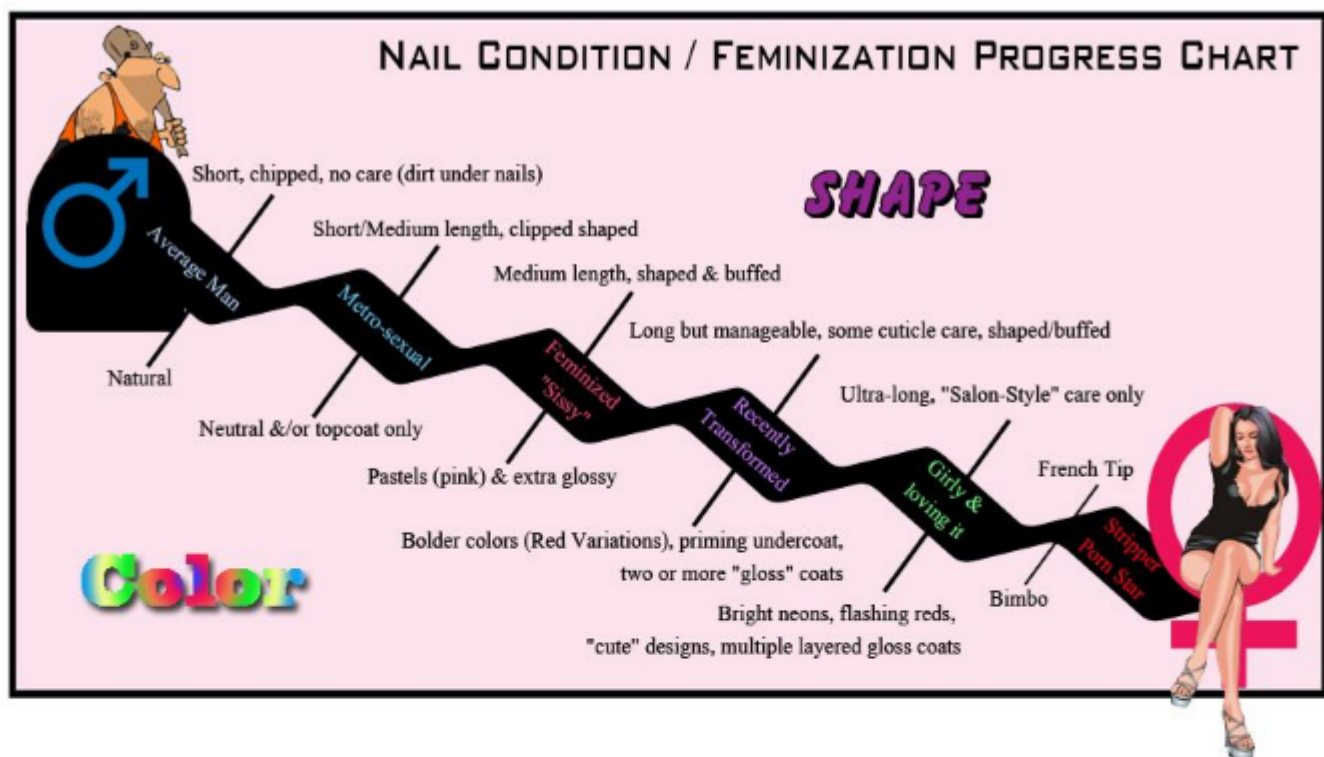 NAIL CONDITION / FEMINIZATION PROGRESS CHART
SHAPE
Short, chipped, no care (dirt under nails)
Average Man
Natural
Short/Medium length, clipped shaped
Metro-sexual
Neutral &/or topcoat only
Medium length, shaped & buffed
Feminized
"Sissy"
Pastels (pink) & extra glossy
Long but manageable, some cuticle care, shaped/buffed
Recently
Transformed
Bolder colors (Red Variations), priming undercoat,
two or more "gloss" coats
Ultra-long, "Salon-Style" care only
Girly &
loving it
Bright neons, flashing reds,
"cute" designs, multiple layered gloss coats
French Tip
Bimbo
Stripper
Porn Star
Color